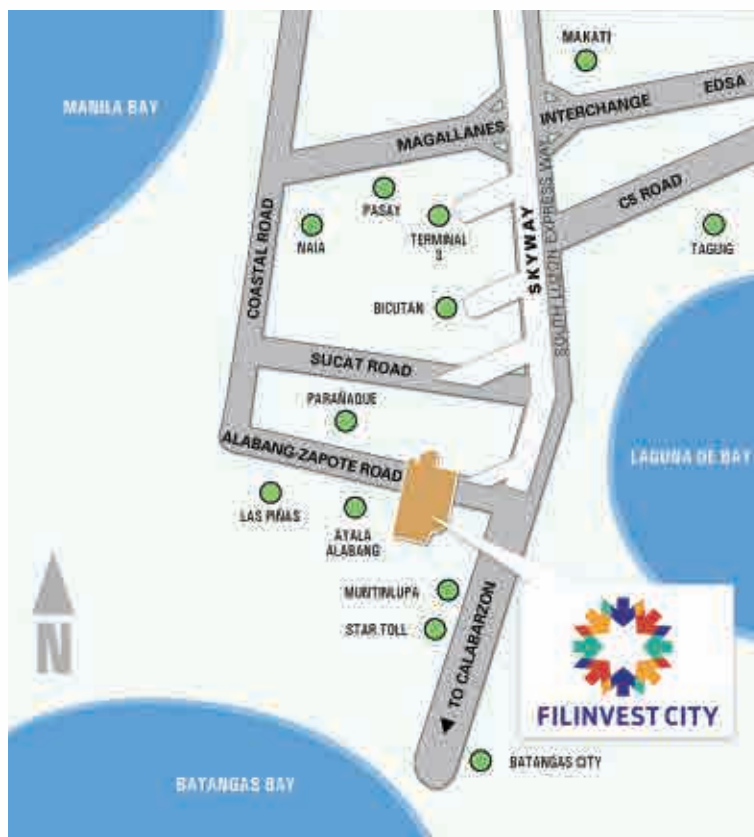 MAKATI
EDSA
MANILA BAY
INTERCHANGE
MAGALLANES
C5 ROAD
PASAY
NAIA
TERMINAL
3
TAGUIG
COASTAL ROAD
SKYWAY
SOUTH LUZON EXPRESS WAY
BICUTAN
SUCAT ROAD
PARAÑAQUE
ALABANG-ZAPOTE ROAD
LAGUNA DE BAY
LAS PIÑAS
AYALA
ALABANG
MUNTINLUPA
STAR TOLL
N
TO CALABARZON
FILINVEST CITY
BATANGAS CITY
BATANGAS BAY